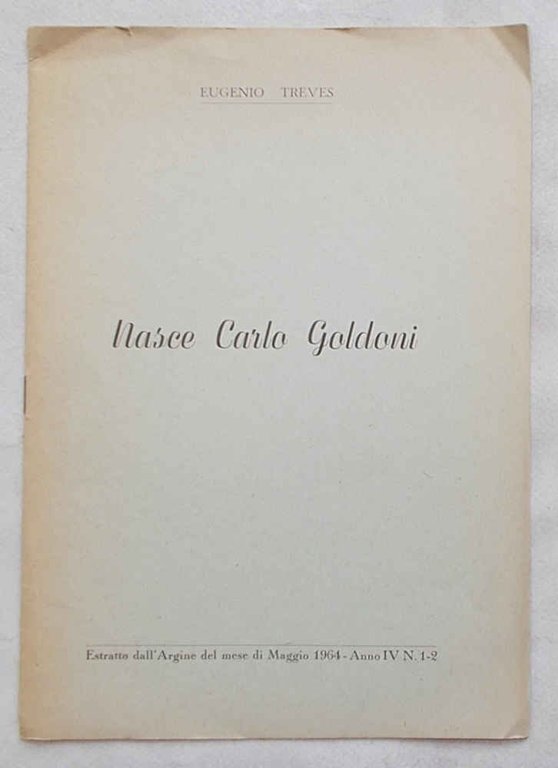 EUGENIO TREVES
Nasce Carlo Goldoni
Estratto dall'Argine del mese di Maggio 1964 - Anno IV N. 1-2